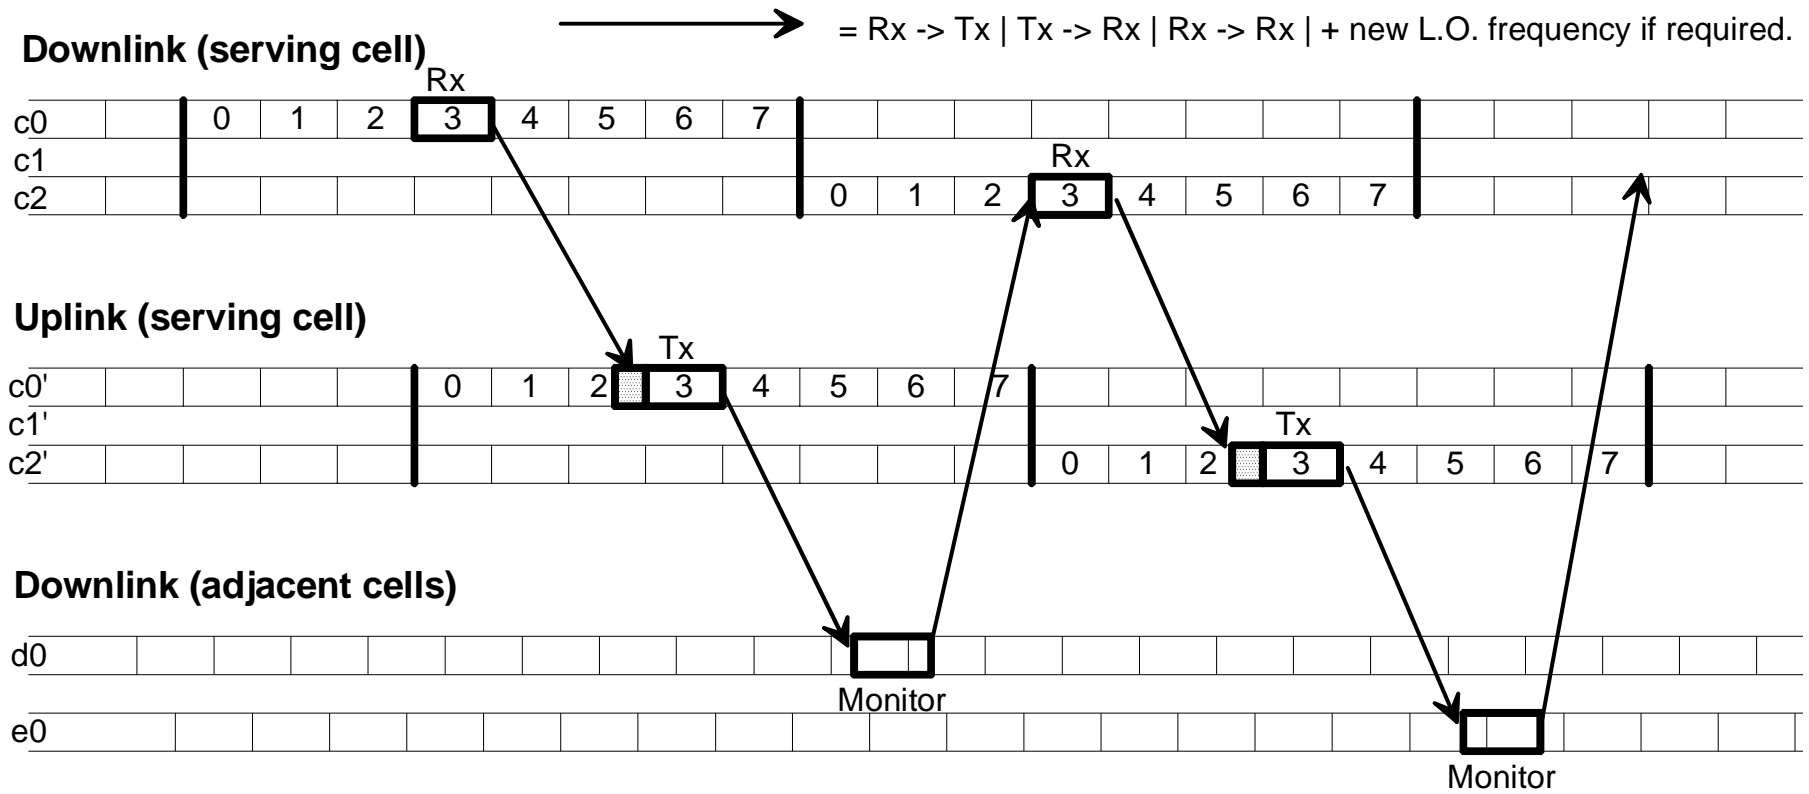 = Rx -> Tx | Tx -> Rx | Rx -> Rx | + new L.O. frequency if required.
Downlink (serving cell)
Rx
c0 0 1 2 3 4 5 6 7
c1 Rx
c2 0 1 2 3 4 5 6 7
Uplink (serving cell)
Tx
c0' 0 1 2 3 4 5 6 7
c1' Tx
c2' 0 1 2 3 4 5 6 7
Downlink (adjacent cells)
d0
Monitor
e0
Monitor